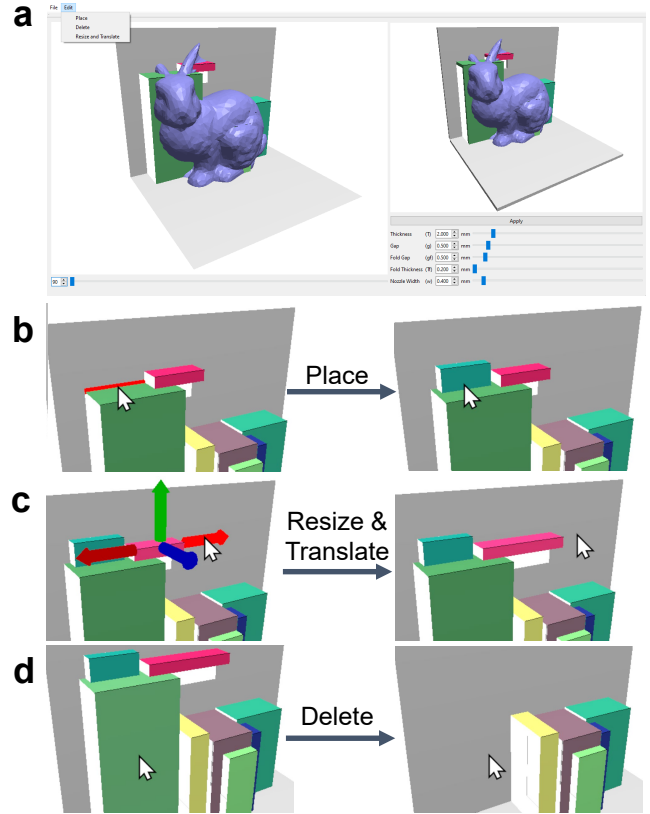 a
File Edit
Place
Delete
Resize and Translate
Apply
Thickness (T) 2.000 mm
Gap (g) 0.500 mm
Fold Gap (gf) 0.500 mm
Fold Thickness (Tf) 0.200 mm
Nozzle Width (w) 0.400 mm
90
b
Place
c
Resize &
Translate
d
Delete